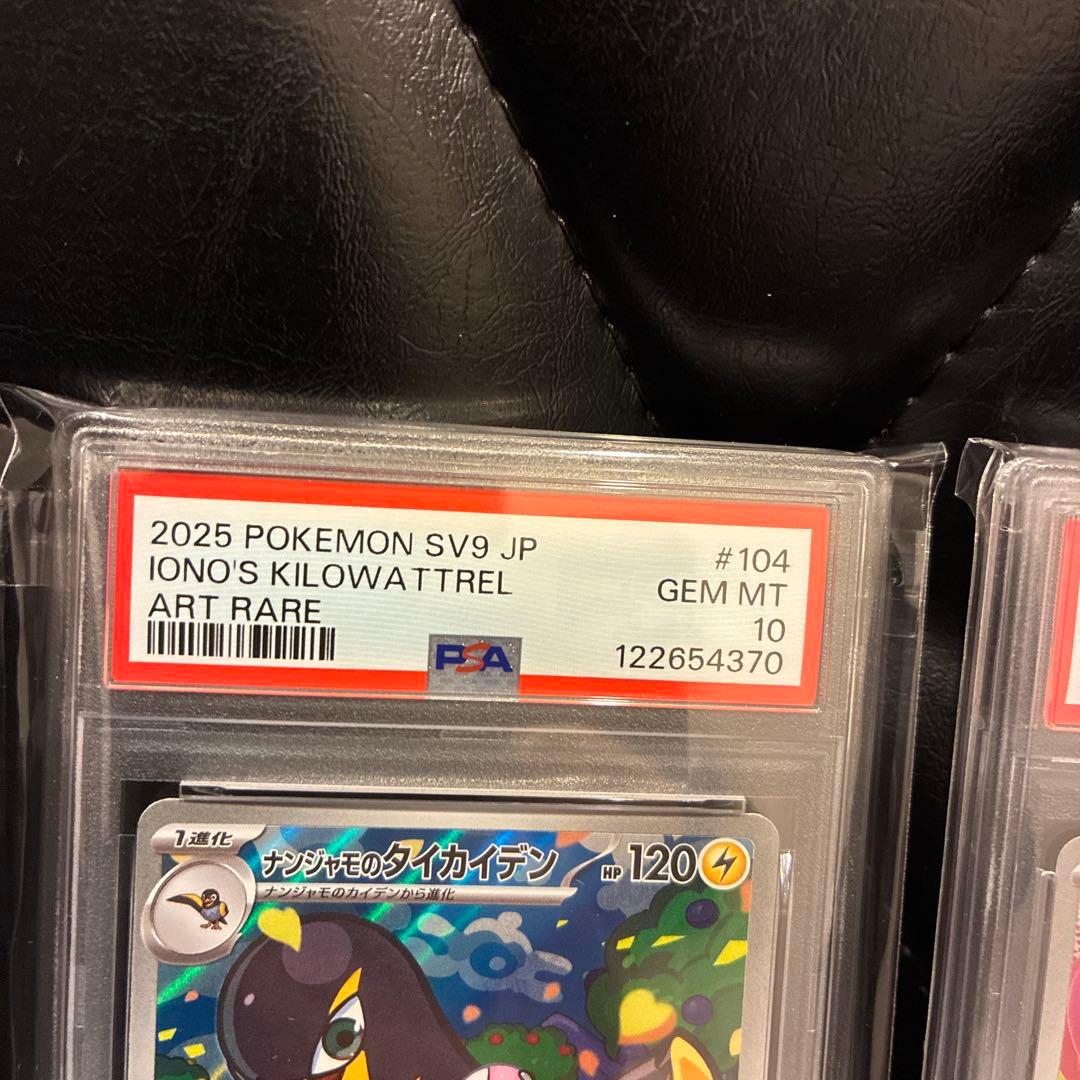 2025 POKEMON SV9 JP
IONO'S KILOWATTREL
ART RARE
#104
GEM MT
10
122654370
PSA
1進化
ナンジャモのタイカイデン
HP 120
ナンジャモのカイデンから進化